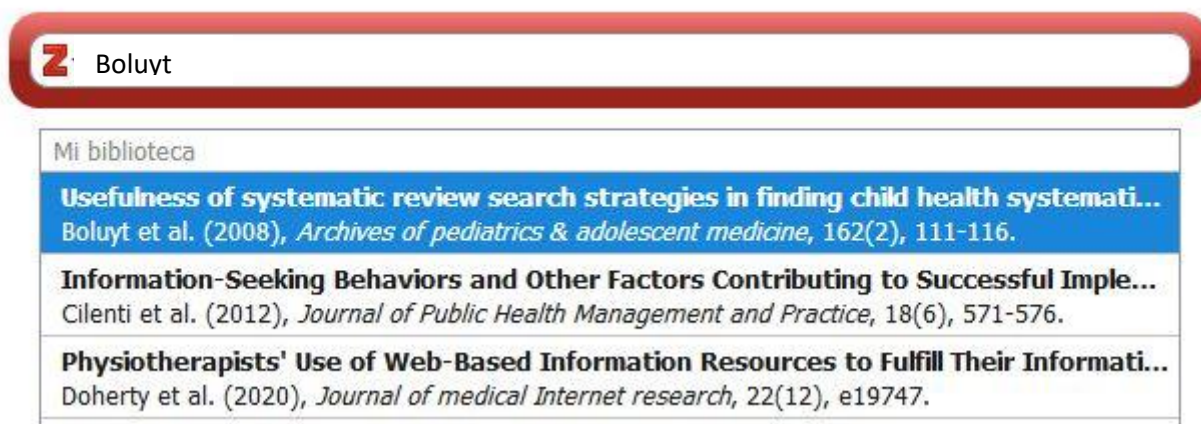 Z Boluyt
Mi biblioteca
Usefulness of systematic review search strategies in finding child health systemati...
Boluyt et al. (2008), Archives of pediatrics & adolescent medicine, 162(2), 111-116.
Information-Seeking Behaviors and Other Factors Contributing to Successful Imple...
Cilenti et al. (2012), Journal of Public Health Management and Practice, 18(6), 571-576.
Physiotherapists' Use of Web-Based Information Resources to Fulfill Their Informati...
Doherty et al. (2020), Journal of medical Internet research, 22(12), e19747.